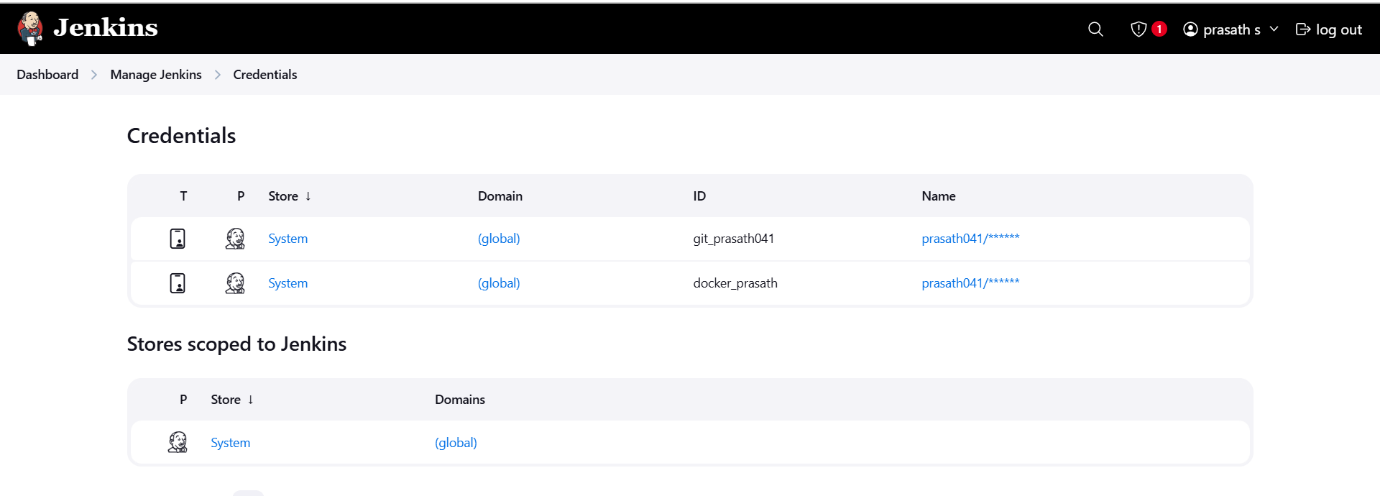 Jenkins 1 prasath s log out
Dashboard Manage Jenkins Credentials
Credentials
T P Store ↓ Domain ID Name
System (global) git_prasath041 prasath041/******
System (global) docker_prasath prasath041/******
Stores scoped to Jenkins
P Store ↓ Domains
System (global)